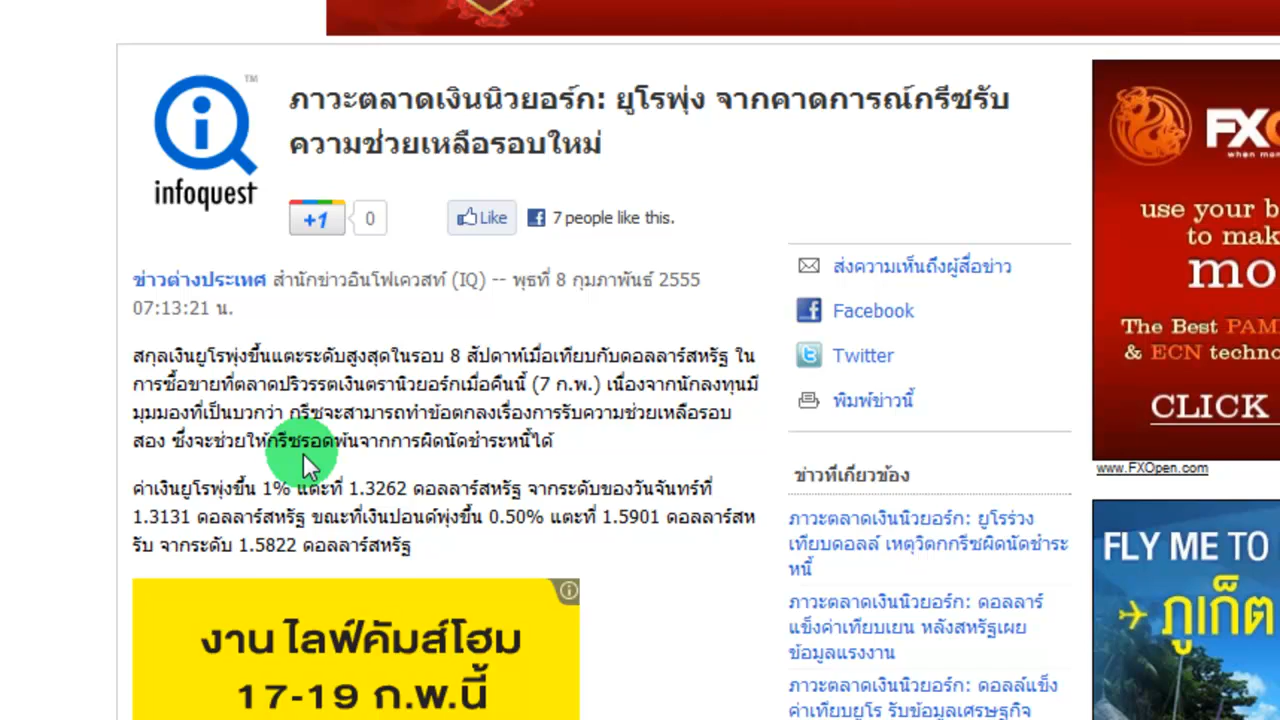 ภาวะตลาดเงินนิวยอร์ก: ยูโรพุ่ง จากคาดการณ์กรีซรับ
ความช่วยเหลือรอบใหม่
TM
infoquest
+1
0
Like
7 people like this.
ข่าวต่างประเทศ สำนักข่าวอินโฟเควสท์ (IQ) -- พุธที่ 8 กุมภาพันธ์ 2555
07:13:21 น.
สกุลเงินยูโรพุ่งขึ้นแตะระดับสูงสุดในรอบ 8 สัปดาห์เมื่อเทียบกับดอลลาร์สหรัฐ ใน
การซื้อขายที่ตลาดปริวรรตเงินตรานิวยอร์กเมื่อคืนนี้ (7 ก.พ.) เนื่องจากนักลงทุนมี
มุมมองที่เป็นบวกว่า กรีซจะสามารถทำข้อตกลงเรื่องการรับความช่วยเหลือรอบ
สอง ซึ่งจะช่วยให้กรีซรอดพ้นจากการผิดนัดชำระหนี้ได้
ค่าเงินยูโรพุ่งขึ้น 1% แตะที่ 1.3262 ดอลลาร์สหรัฐ จากระดับของวันจันทร์ที่
1.3131 ดอลลาร์สหรัฐ ขณะที่เงินปอนด์พุ่งขึ้น 0.50% แตะที่ 1.5901 ดอลลาร์สห
รับ จากระดับ 1.5822 ดอลลาร์สหรัฐ
งาน ไลฟ์คัมส์โฮม
17-19 ก.พ.นี้
ส่งความเห็นถึงผู้สื่อข่าว
Facebook
Twitter
พิมพ์ข่าวนี้
ข่าวที่เกี่ยวข้อง
ภาวะตลาดเงินนิวยอร์ก: ยูโรร่วง
เทียบดอลล์ เหตุวิตกกรีซผิดนัดชำระ
หนี้
ภาวะตลาดเงินนิวยอร์ก: ดอลลาร์
แข็งค่าเทียบเยน หลังสหรัฐเผย
ข้อมูลแรงงาน
ภาวะตลาดเงินนิวยอร์ก: ดอลล์แข็ง
ค่าเทียบยูโร รับข้อมูลเศรษฐกิจ
FXO
when
use your b
to mak
mo
The Best PAM
& ECN techno
CLICK
www.FXOpen.com
FLY ME TO
ภูเก็ต